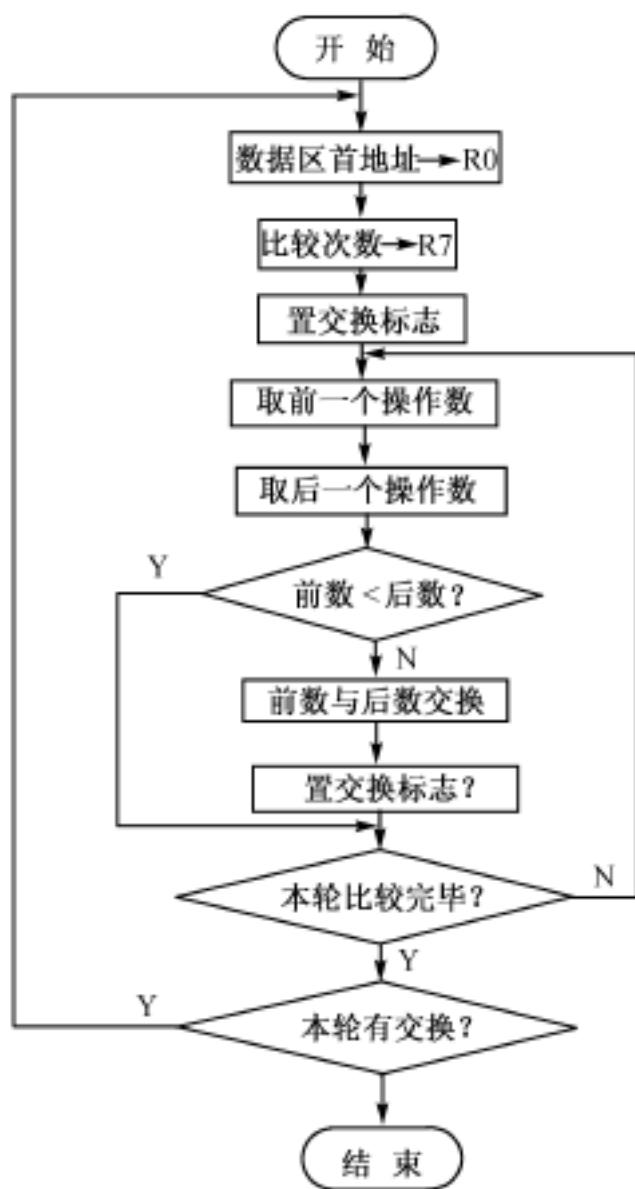 开 始
数据区首地址→R0
比较次数→R7
置交换标志
取前一个操作数
取后一个操作数
Y
前数<后数?
N
前数与后数交换
置交换标志?
本轮比较完毕?
N
Y
Y
本轮有交换?
结 束